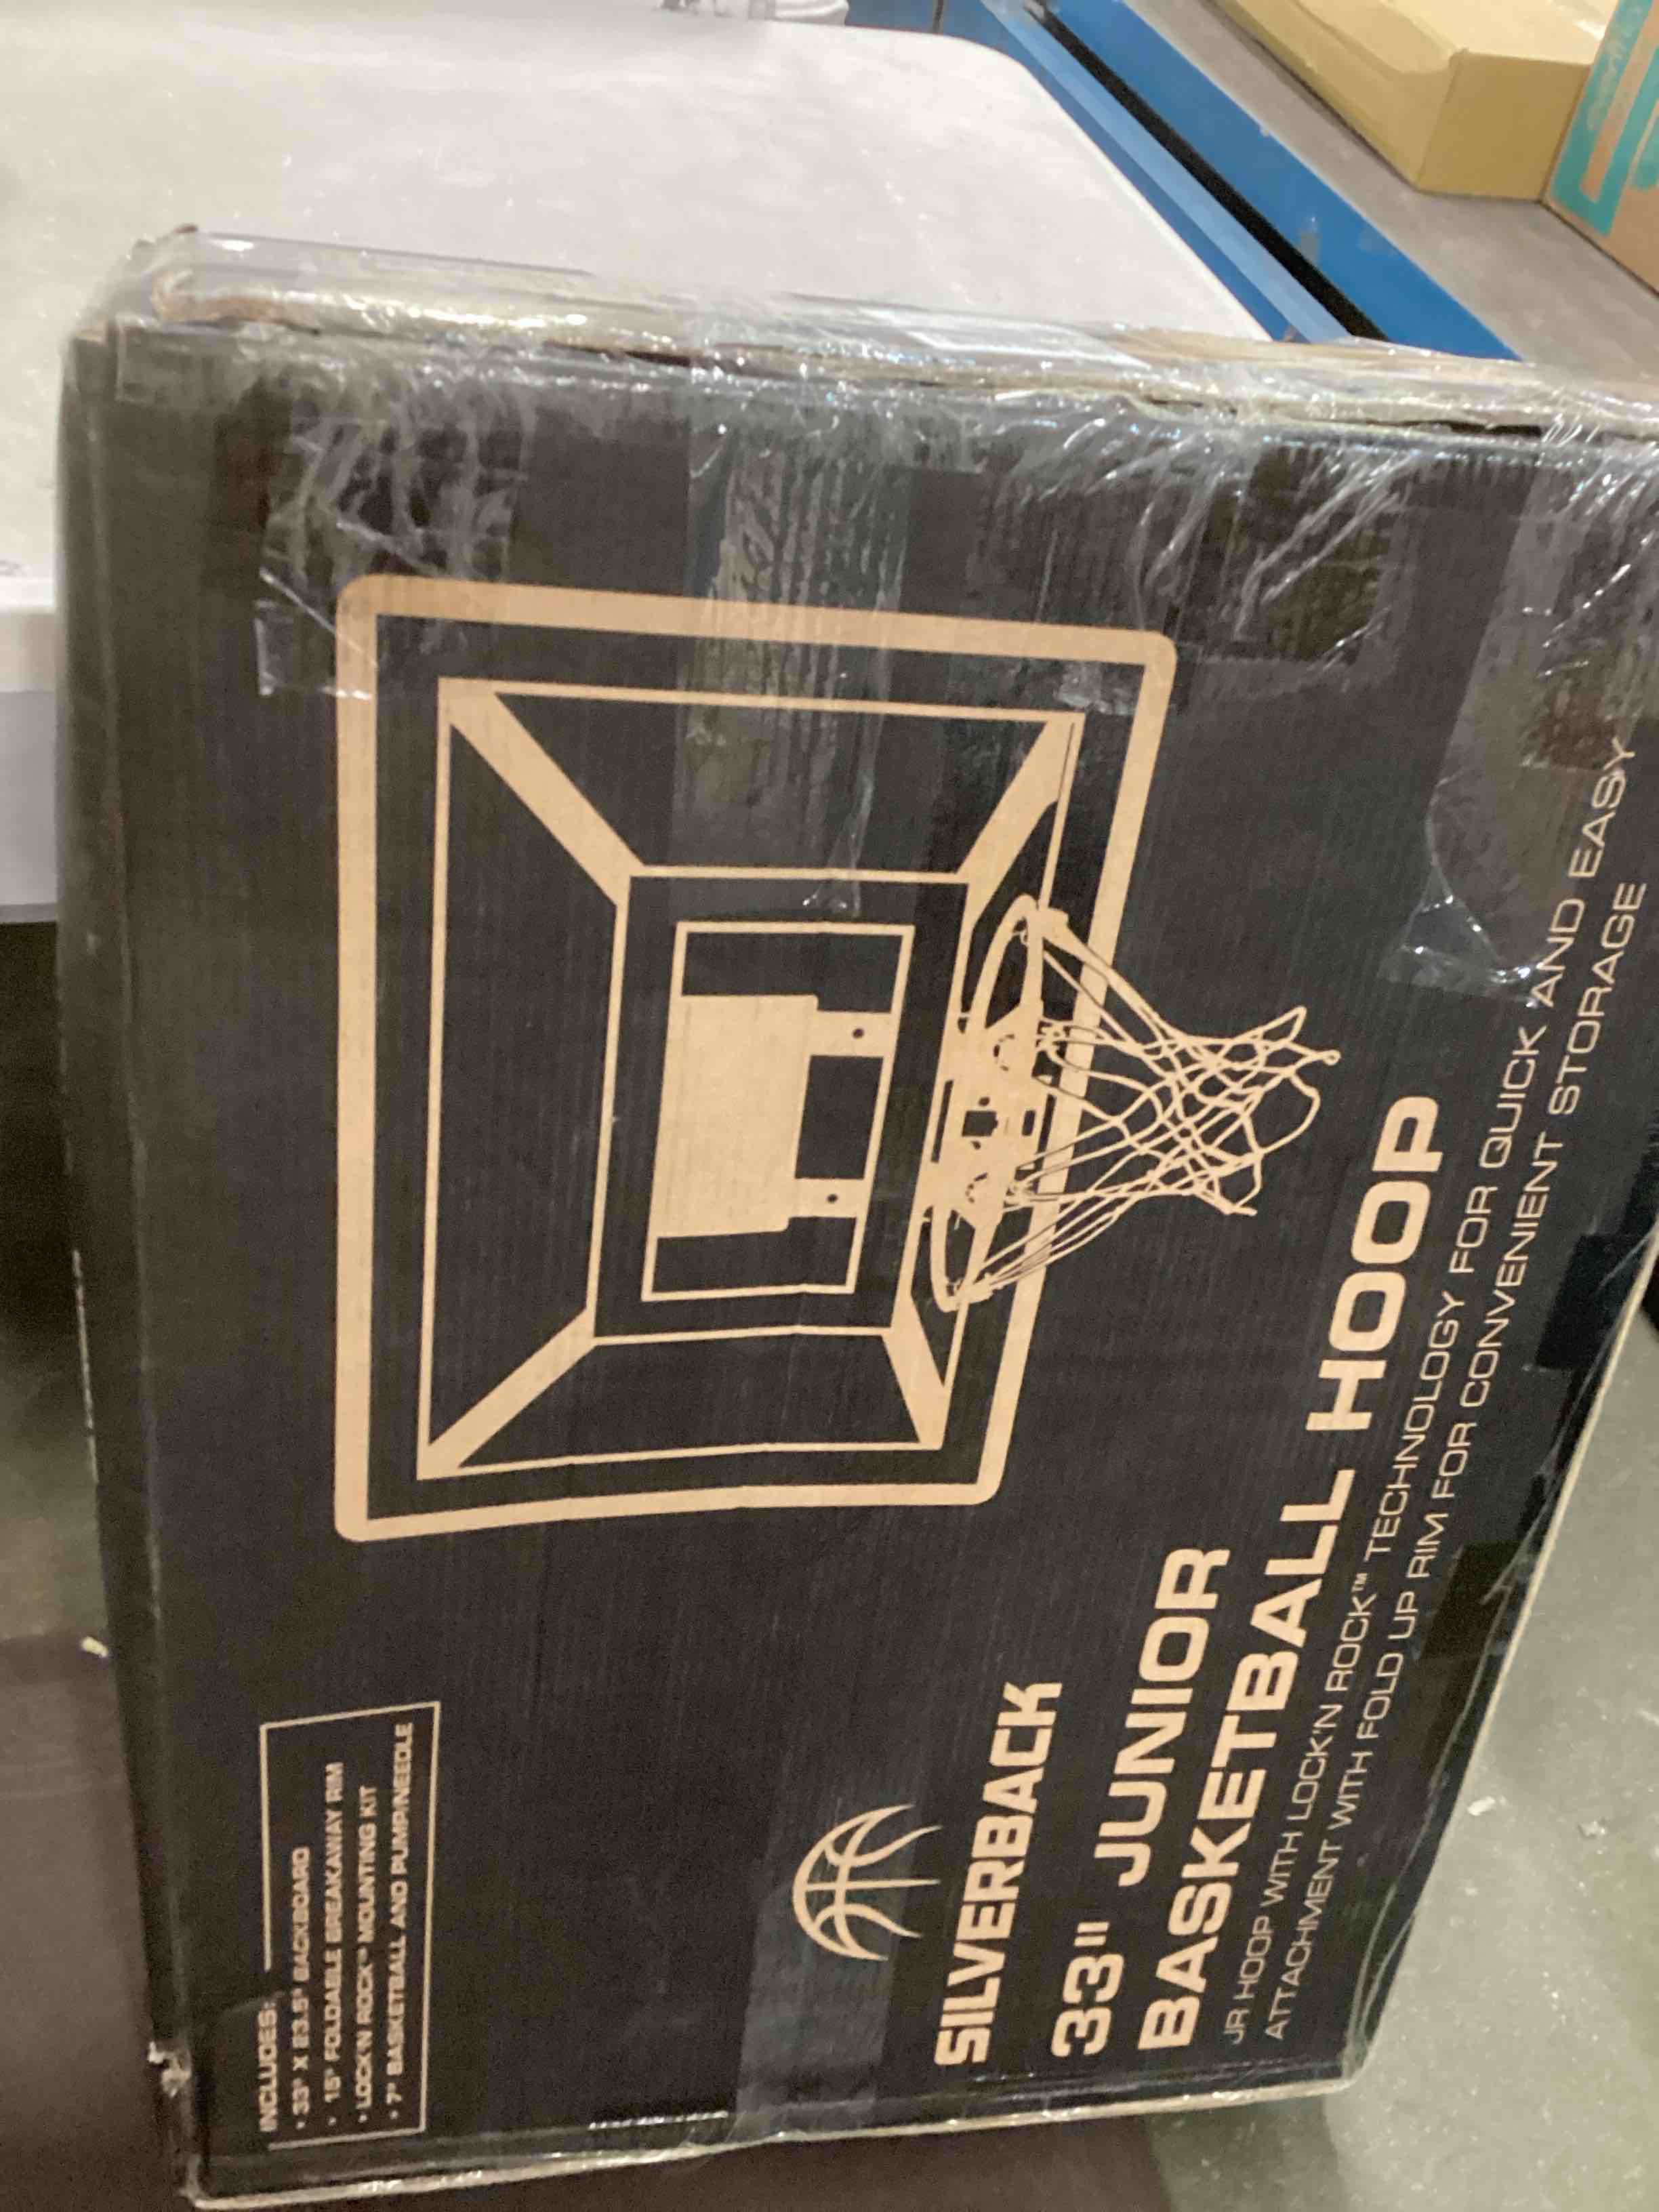 INCLUDES:
• 33" X 23.5" BACKBOARD
• 15" FOLDABLE BREAKAWAY RIM
• LOCK'N ROCK™ MOUNTING KIT
• 7" BASKETBALL AND PUMP/NEEDLE
SILVERBACK
33" JUNIOR
BASKETBALL HOOP
JR HOOP WITH LOCK'N ROCK™ TECHNOLOGY FOR QUICK AND EASY
ATTACHMENT WITH FOLD UP RIM FOR CONVENIENT STORAGE